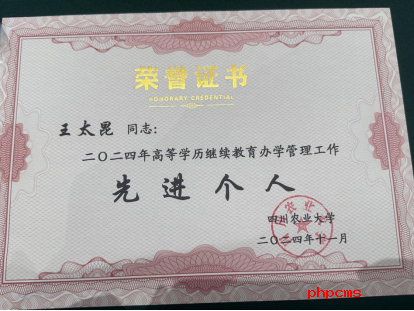 荣誉证书
HONORARY CREDENTIAL
王太昆 同志：
二〇二四年高等学历继续教育办学管理工作
先进个人
四川农业大学
二〇二四年十一月
phpcms